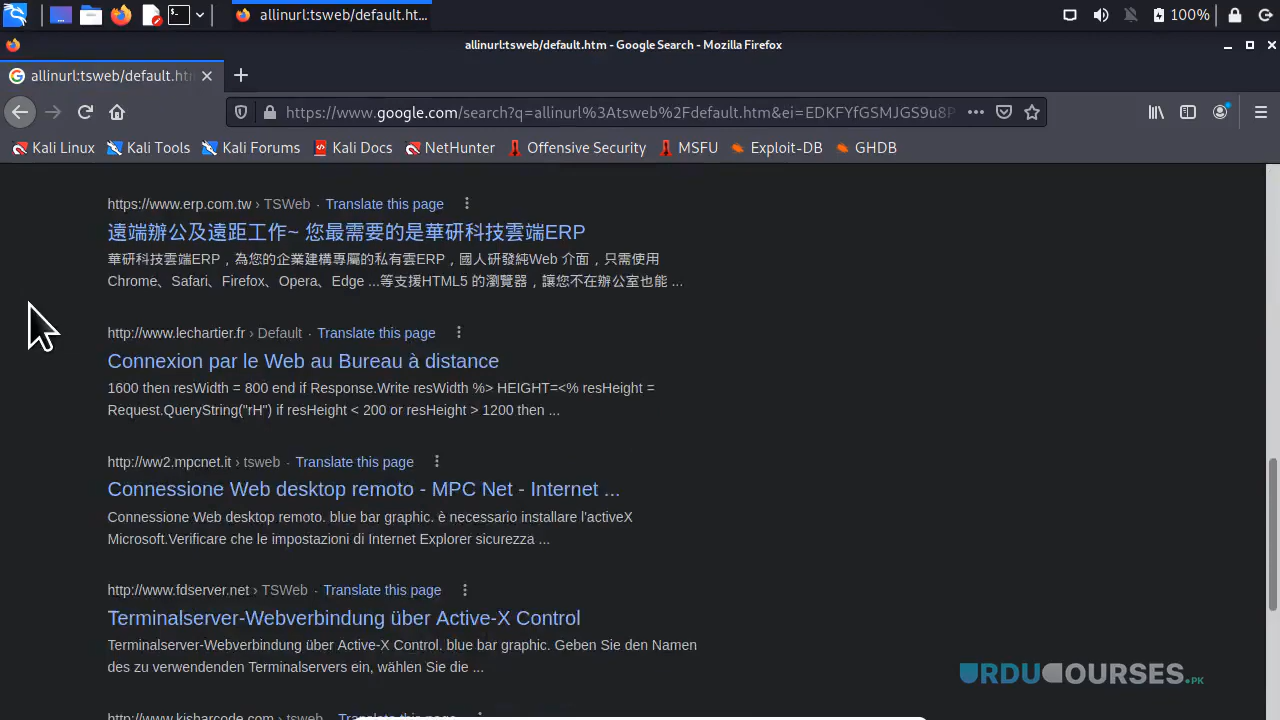 allinurl:tsweb/default.ht...
100%
allinurl:tsweb/default.htm - Google Search - Mozilla Firefox
allinurl:tsweb/default.htm
https://www.google.com/search?q=allinurl%3Atsweb%2Fdefault.htm&ei=EDKFYfGSMJGS9u8P
Kali Linux Kali Tools Kali Forums Kali Docs NetHunter Offensive Security MSFU Exploit-DB GHDB
https://www.erp.com.tw › TSWeb · Translate this page
遠端辦公及遠距工作~ 您最需要的是華研科技雲端ERP
華研科技雲端ERP，為您的企業建構專屬的私有雲ERP，國人研發純Web 介面，只需使用
Chrome、Safari、Firefox、Opera、Edge ...等支援HTML5 的瀏覽器，讓您不在辦公室也能 ...
http://www.lechartier.fr › Default · Translate this page
Connexion par le Web au Bureau à distance
1600 then resWidth = 800 end if Response.Write resWidth %> HEIGHT=<% resHeight =
Request.QueryString("rH") if resHeight < 200 or resHeight > 1200 then ...
http://ww2.mpcnet.it › tsweb · Translate this page
Connessione Web desktop remoto - MPC Net - Internet ...
Connessione Web desktop remoto. blue bar graphic. è necessario installare l'activeX
Microsoft.Verificare che le impostazioni di Internet Explorer sicurezza ...
http://www.fdserver.net › TSWeb · Translate this page
Terminalserver-Webverbindung über Active-X Control
Terminalserver-Webverbindung über Active-X Control. blue bar graphic. Geben Sie den Namen
des zu verwendenden Terminalservers ein, wählen Sie die ...
URDUCOURSES.PK
http://www.kisharcode.com › tsweb · Translate this page